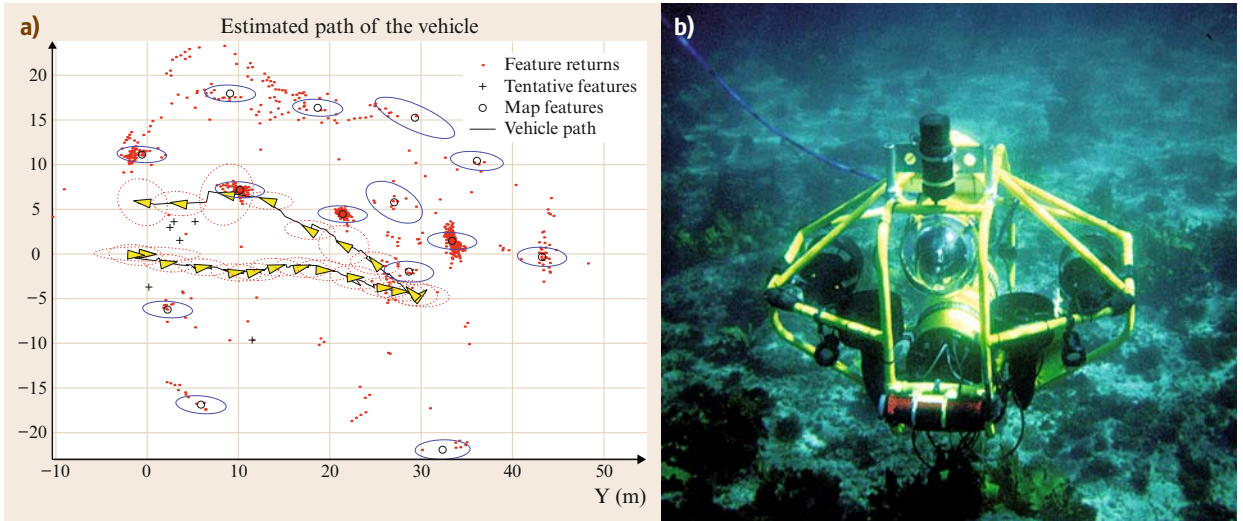 a)
Estimated path of the vehicle
Feature returns
Tentative features
Map features
Vehicle path
20
15
10
5
0
−5
−10
−15
−20
−10 0 10 20 30 40 50
Y (m)
b)